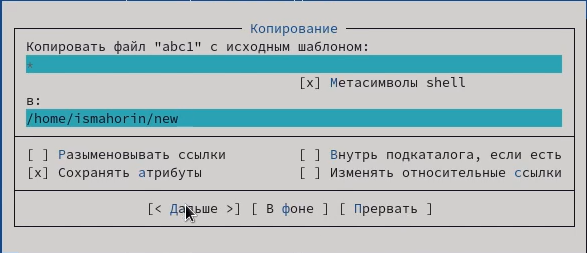 Копирование
Копировать файл "abc1" с исходным шаблоном:
*
[x] Метасимволы shell
в:
/home/ismahorin/new
[ ] Разыменовывать ссылки [ ] Внутрь подкаталога, если есть
[x] Сохранять атрибуты [ ] Изменять относительные ссылки
[< Дальше >] [ В фоне ] [ Прервать ]